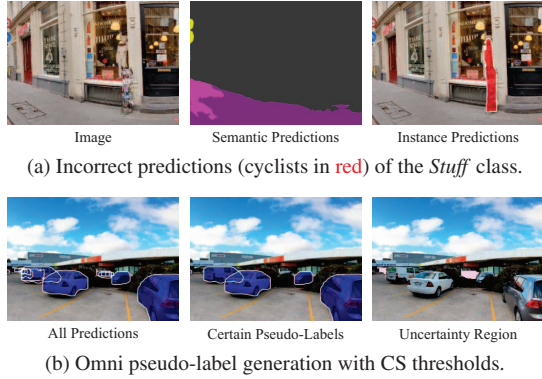 Image Semantic Predictions Instance Predictions
(a) Incorrect predictions (cyclists in red) of the Stuff class.
All Predictions Certain Pseudo-Labels Uncertainty Region
(b) Omni pseudo-label generation with CS thresholds.